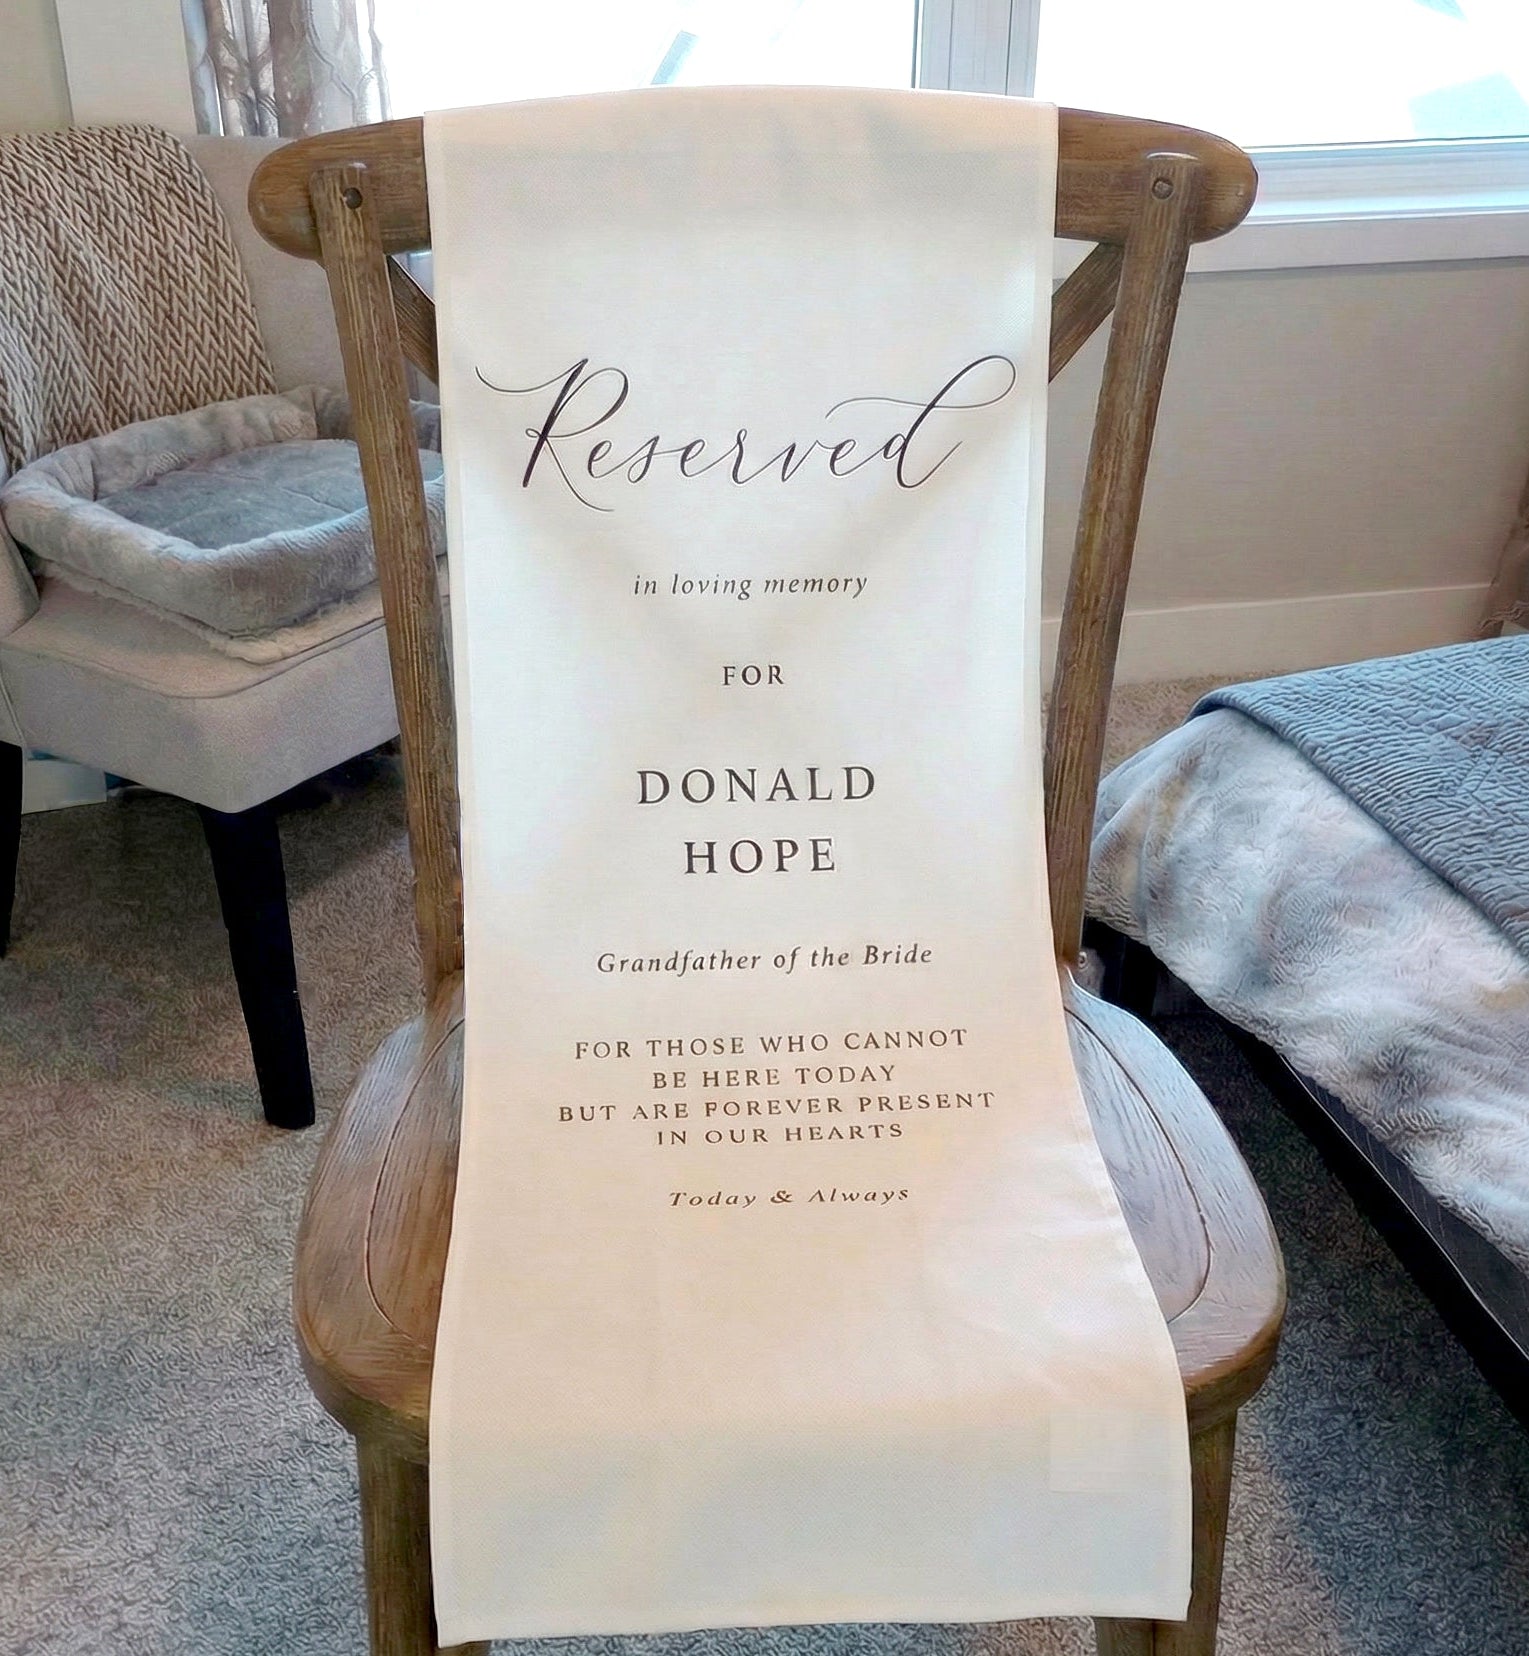 Reserved
in loving memory
FOR
DONALD
HOPE
Grandfather of the Bride
FOR THOSE WHO CANNOT
BE HERE TODAY
BUT ARE FOREVER PRESENT
IN OUR HEARTS
Today & Always